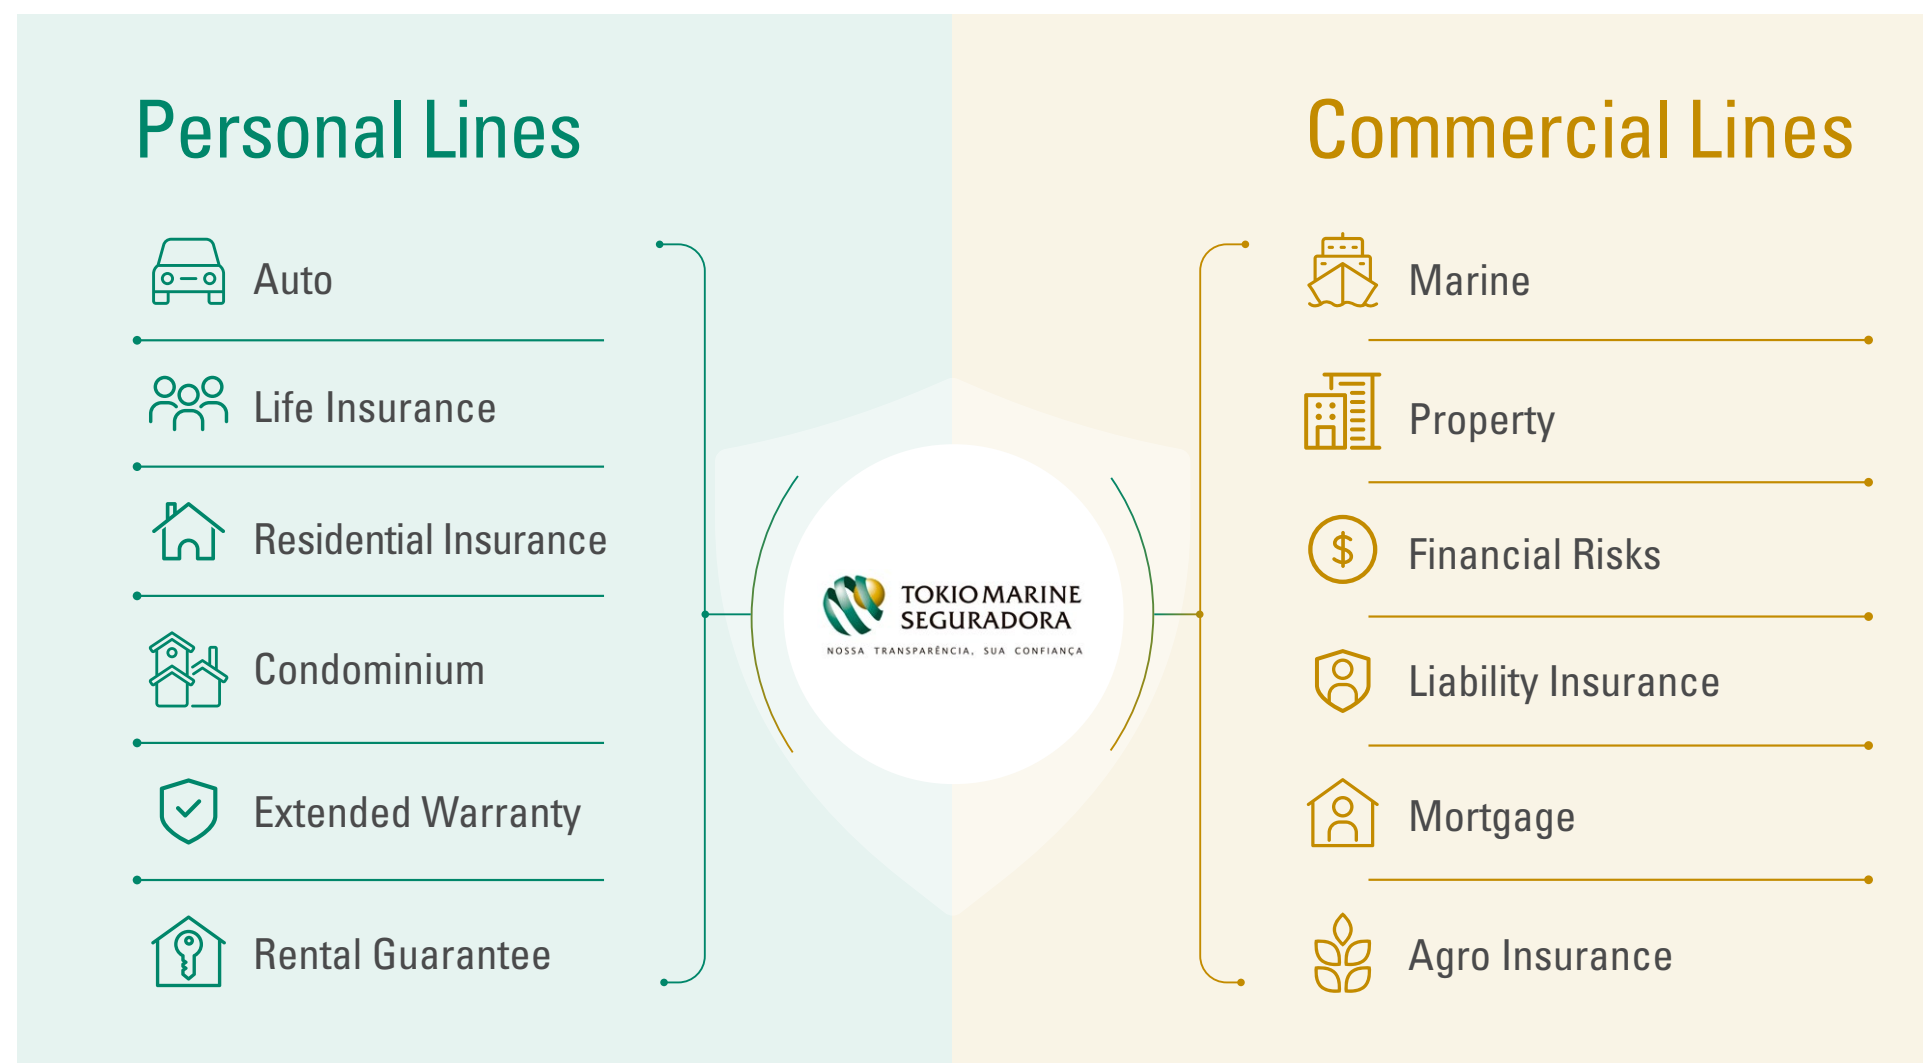 Personal Lines
Auto
Life Insurance
Residential Insurance
Condominium
Extended Warranty
Rental Guarantee
TOKIO MARINE
SEGURADORA
NOSSA TRANSPARÊNCIA, SUA CONFIANÇA
Commercial Lines
Marine
Property
$
Financial Risks
Liability Insurance
Mortgage
Agro Insurance